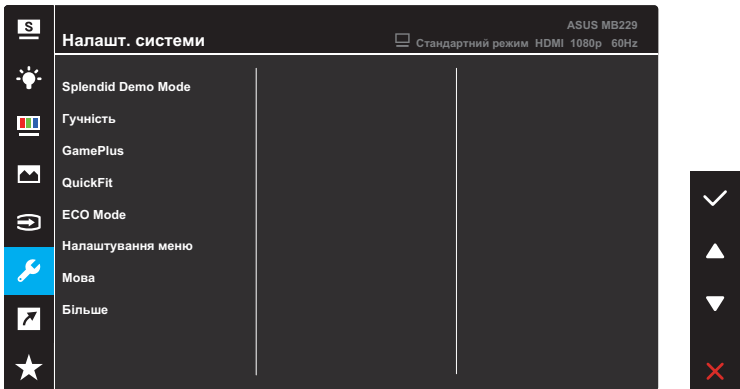 S
ASUS MB229
Налашт. системи
Стандартний режим HDMI 1080p 60Hz
Splendid Demo Mode
Гучність
GamePlus
QuickFit
ECO Mode
Налаштування меню
Мова
Більше